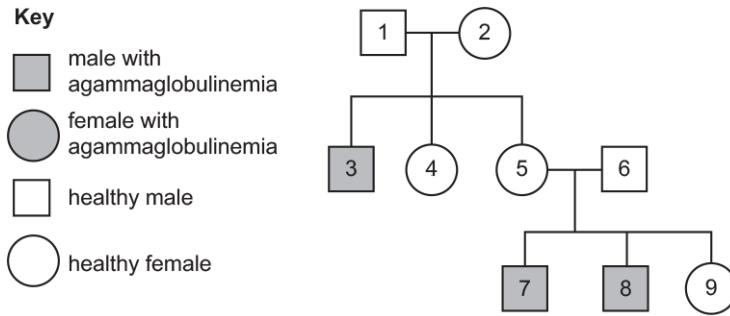 Key
male with
agammaglobulinemia
female with
agammaglobulinemia
healthy male
healthy female
1
2
3
4
5
6
7
8
9